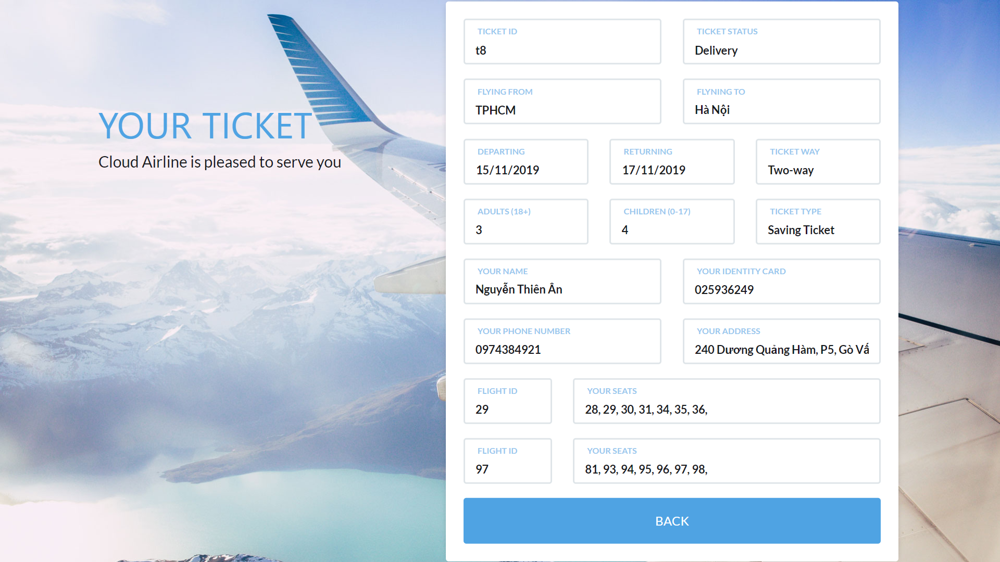 YOUR TICKET
Cloud Airline is pleased to serve you
TICKET ID
t8
TICKET STATUS
Delivery
FLYING FROM
TPHCM
FLYNING TO
Hà Nội
DEPARTING
15/11/2019
RETURNING
17/11/2019
TICKET WAY
Two-way
ADULTS (18+)
3
CHILDREN (0-17)
4
TICKET TYPE
Saving Ticket
YOUR NAME
Nguyễn Thiên Ân
YOUR IDENTITY CARD
025936249
YOUR PHONE NUMBER
0974384921
YOUR ADDRESS
240 Dương Quảng Hàm, P5, Gò Vấ
FLIGHT ID
29
YOUR SEATS
28, 29, 30, 31, 34, 35, 36,
FLIGHT ID
97
YOUR SEATS
81, 93, 94, 95, 96, 97, 98,
BACK